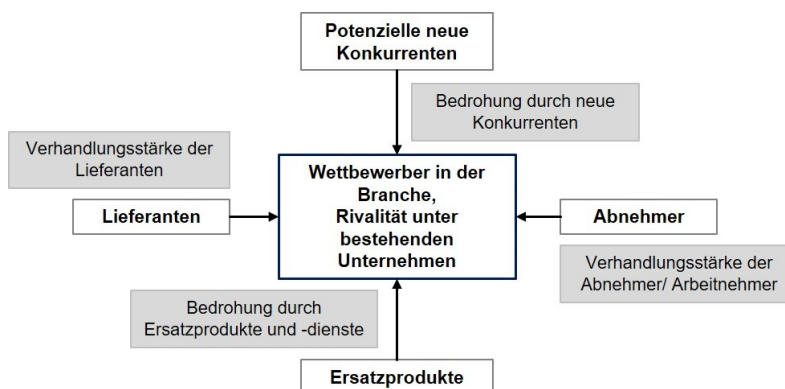 Potenzielle neue
Konkurrenten
Bedrohung durch neue
Konkurrenten
Verhandlungsstärke der
Lieferanten
Wettbewerber in der
Branche,
Rivalität unter
bestehenden
Unternehmen
Lieferanten
Abnehmer
Verhandlungsstärke der
Abnehmer/ Arbeitnehmer
Bedrohung durch
Ersatzprodukte und -dienste
Ersatzprodukte